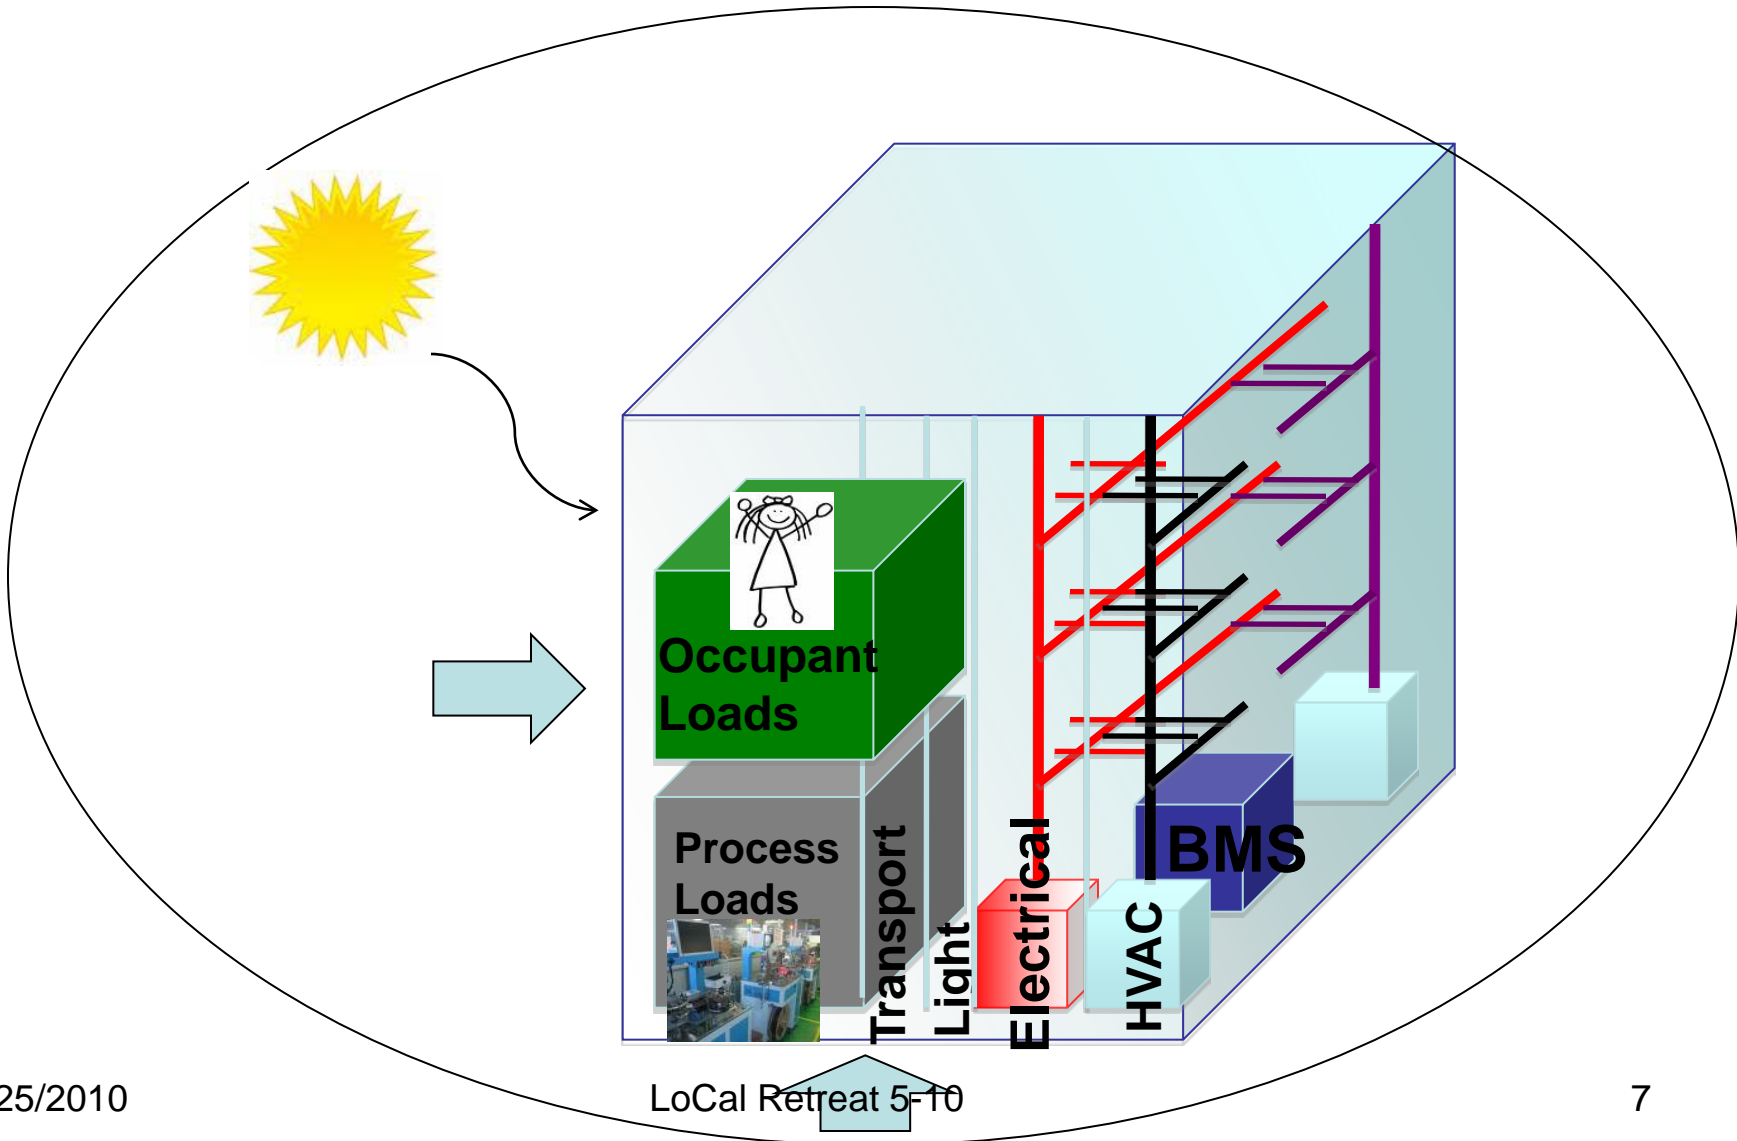 Occupant
Loads
Process
Loads
Transport
Light
Electrical
HVAC
BMS
25/2010
LoCal Retreat 5-10
7